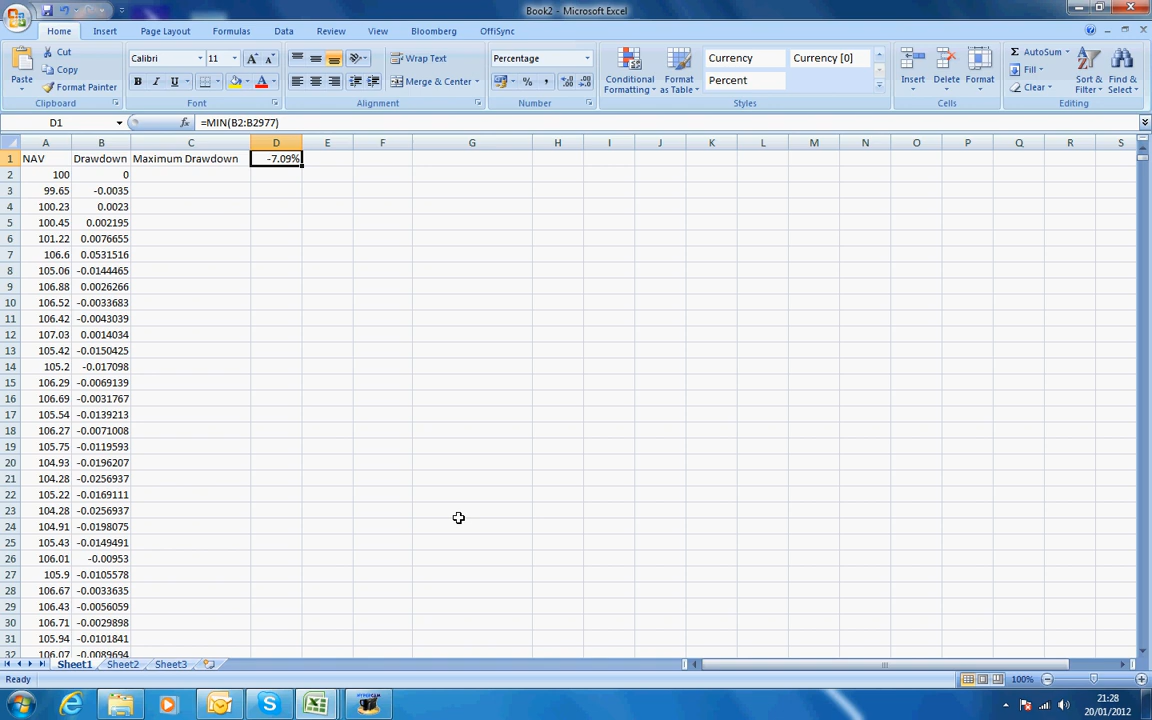 Book2 - Microsoft Excel
Home Insert Page Layout Formulas Data Review View Bloomberg OffiSync
Paste
Cut
Copy
Format Painter
Clipboard
Calibri 11
B I U
Font
Wrap Text
Merge & Center
Alignment
Percentage
Number
Conditional Formatting
Format as Table
Currency Currency [0]
Percent
Styles
Insert Delete Format
Cells
AutoSum
Fill
Clear
Sort & Filter
Find & Select
Editing
D1 fx =MIN(B2:B2977)
A B C D E F G H I J K L M N O P Q R S
1 NAV Drawdown Maximum Drawdown -7.09%
2 100 0
3 99.65 -0.0035
4 100.23 0.0023
5 100.45 0.002195
6 101.22 0.0076655
7 106.6 0.0531516
8 105.06 -0.0144465
9 106.88 0.0026266
10 106.52 -0.0033683
11 106.42 -0.0043039
12 107.03 0.0014034
13 105.42 -0.0150425
14 105.2 -0.017098
15 106.29 -0.0069139
16 106.69 -0.0031767
17 105.54 -0.0139213
18 106.27 -0.0071008
19 105.75 -0.0119593
20 104.93 -0.0196207
21 104.28 -0.0256937
22 105.22 -0.0169111
23 104.28 -0.0256937
24 104.91 -0.0198075
25 105.43 -0.0149491
26 106.01 -0.00953
27 105.9 -0.0105578
28 106.67 -0.0033635
29 106.43 -0.0056059
30 106.71 -0.0029898
31 105.94 -0.0101841
32 106.07 -0.0089694
Sheet1 Sheet2 Sheet3
Ready 100%
21:28
20/01/2012